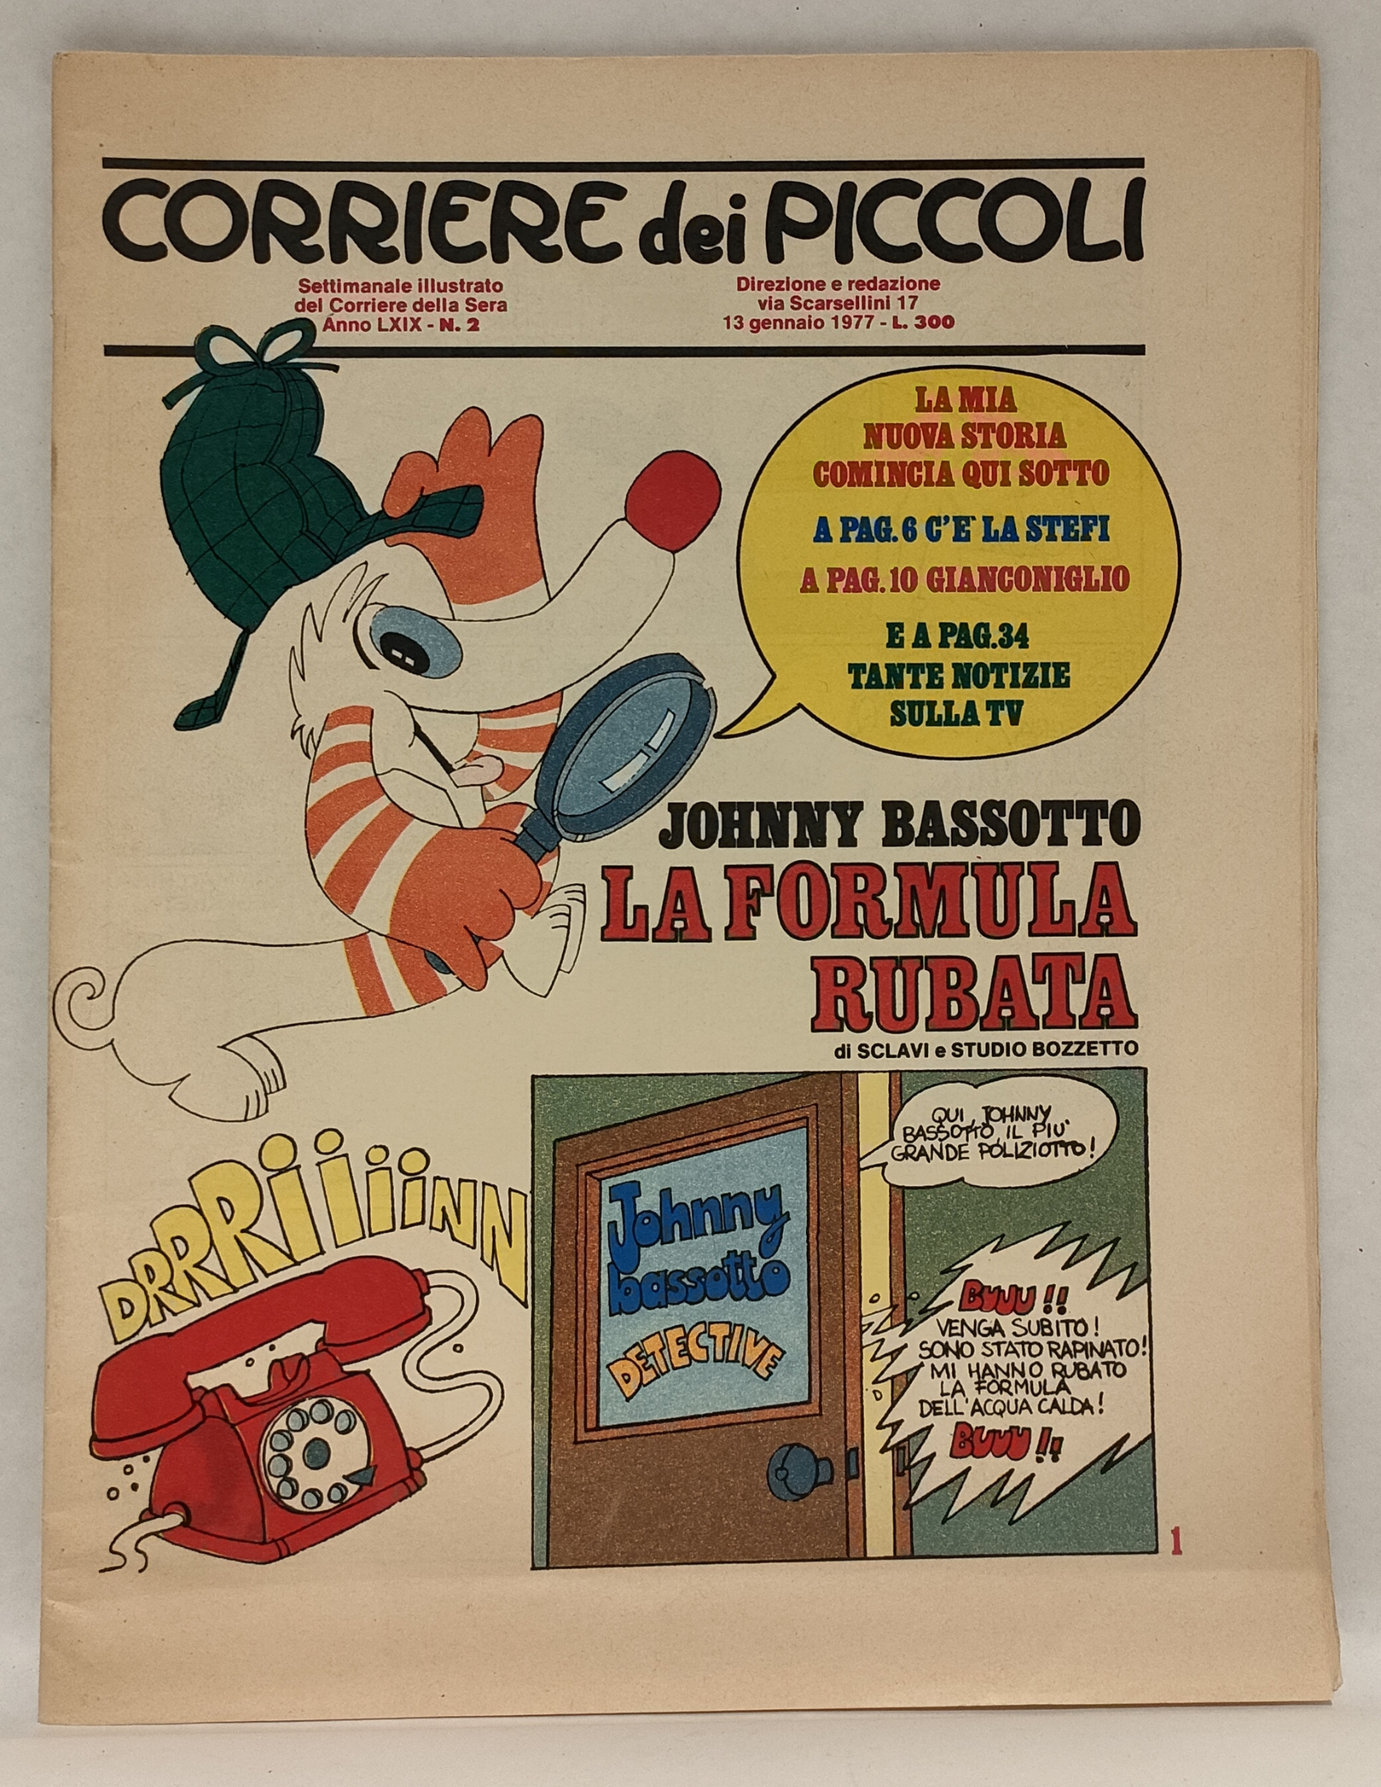 CORRIERE dei PICCOLI
Settimanale illustrato
del Corriere della Sera
Anno LXIX - N. 2
Direzione e redazione
via Scarsellini 17
13 gennaio 1977 - L. 300
LA MIA
NUOVA STORIA
COMINCIA QUI SOTTO
A PAG. 6 C'E' LA STEFI
A PAG. 10 GIANCONIGLIO
E A PAG. 34
TANTE NOTIZIE
SULLA TV
JOHNNY BASSOTTO
LA FORMULA
RUBATA
di SCLAVI e STUDIO BOZZETTO
DRRRRiiiiNN
QUI, JOHNNY
BASSOTTO, IL PIU'
GRANDE POLIZIOTTO!
Johnny
bassotto
DETECTIVE
BUUU!!
VENGA SUBITO!
SONO STATO RAPINATO!
MI HANNO RUBATO
LA FORMULA
DELL'ACQUA CALDA!
BUUU!!
1